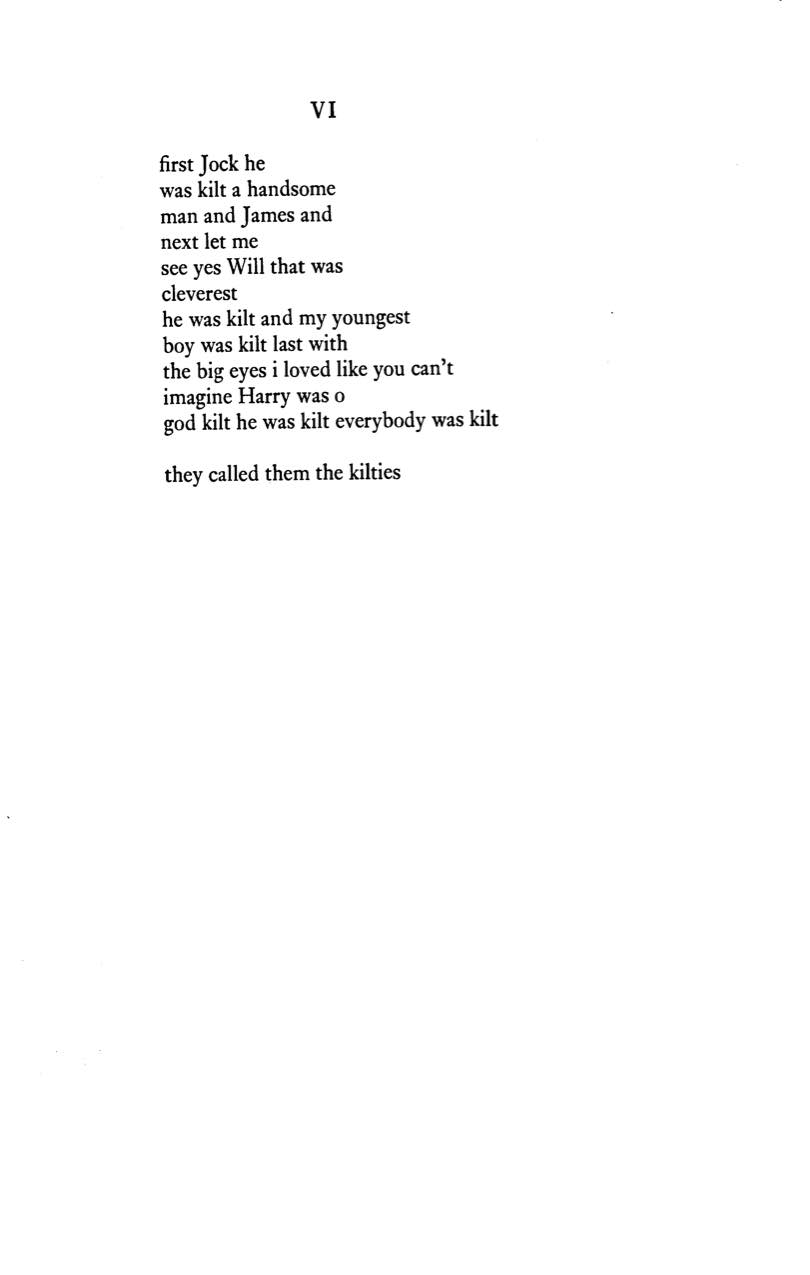 VI
first Jock he
was kilt a handsome
man and James and
next let me
see yes Will that was
cleverest
he was kilt and my youngest
boy was kilt last with
the big eyes i loved like you can't
imagine Harry was o
god kilt he was kilt everybody was kilt
they called them the kilties